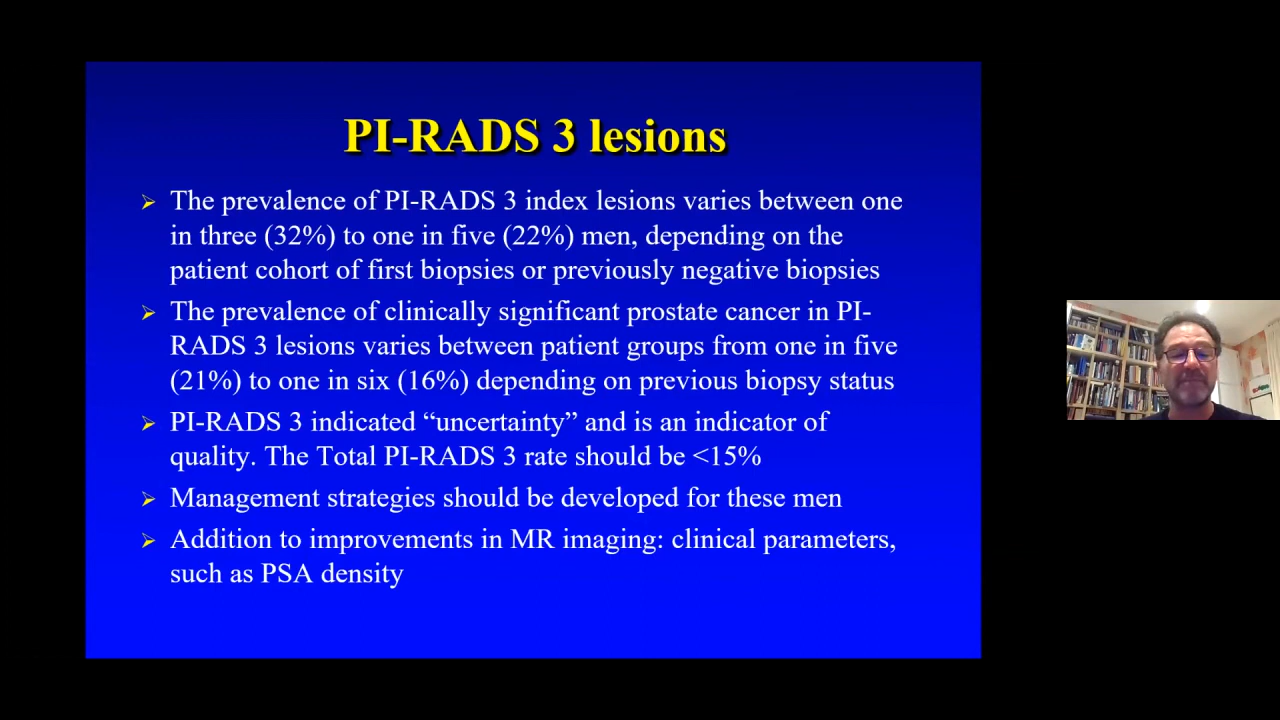 PI-RADS 3 lesions
The prevalence of PI-RADS 3 index lesions varies between one
in three (32%) to one in five (22%) men, depending on the
patient cohort of first biopsies or previously negative biopsies
The prevalence of clinically significant prostate cancer in PI-
RADS 3 lesions varies between patient groups from one in five
(21%) to one in six (16%) depending on previous biopsy status
PI-RADS 3 indicated “uncertainty” and is an indicator of
quality. The Total PI-RADS 3 rate should be <15%
Management strategies should be developed for these men
Addition to improvements in MR imaging: clinical parameters,
such as PSA density